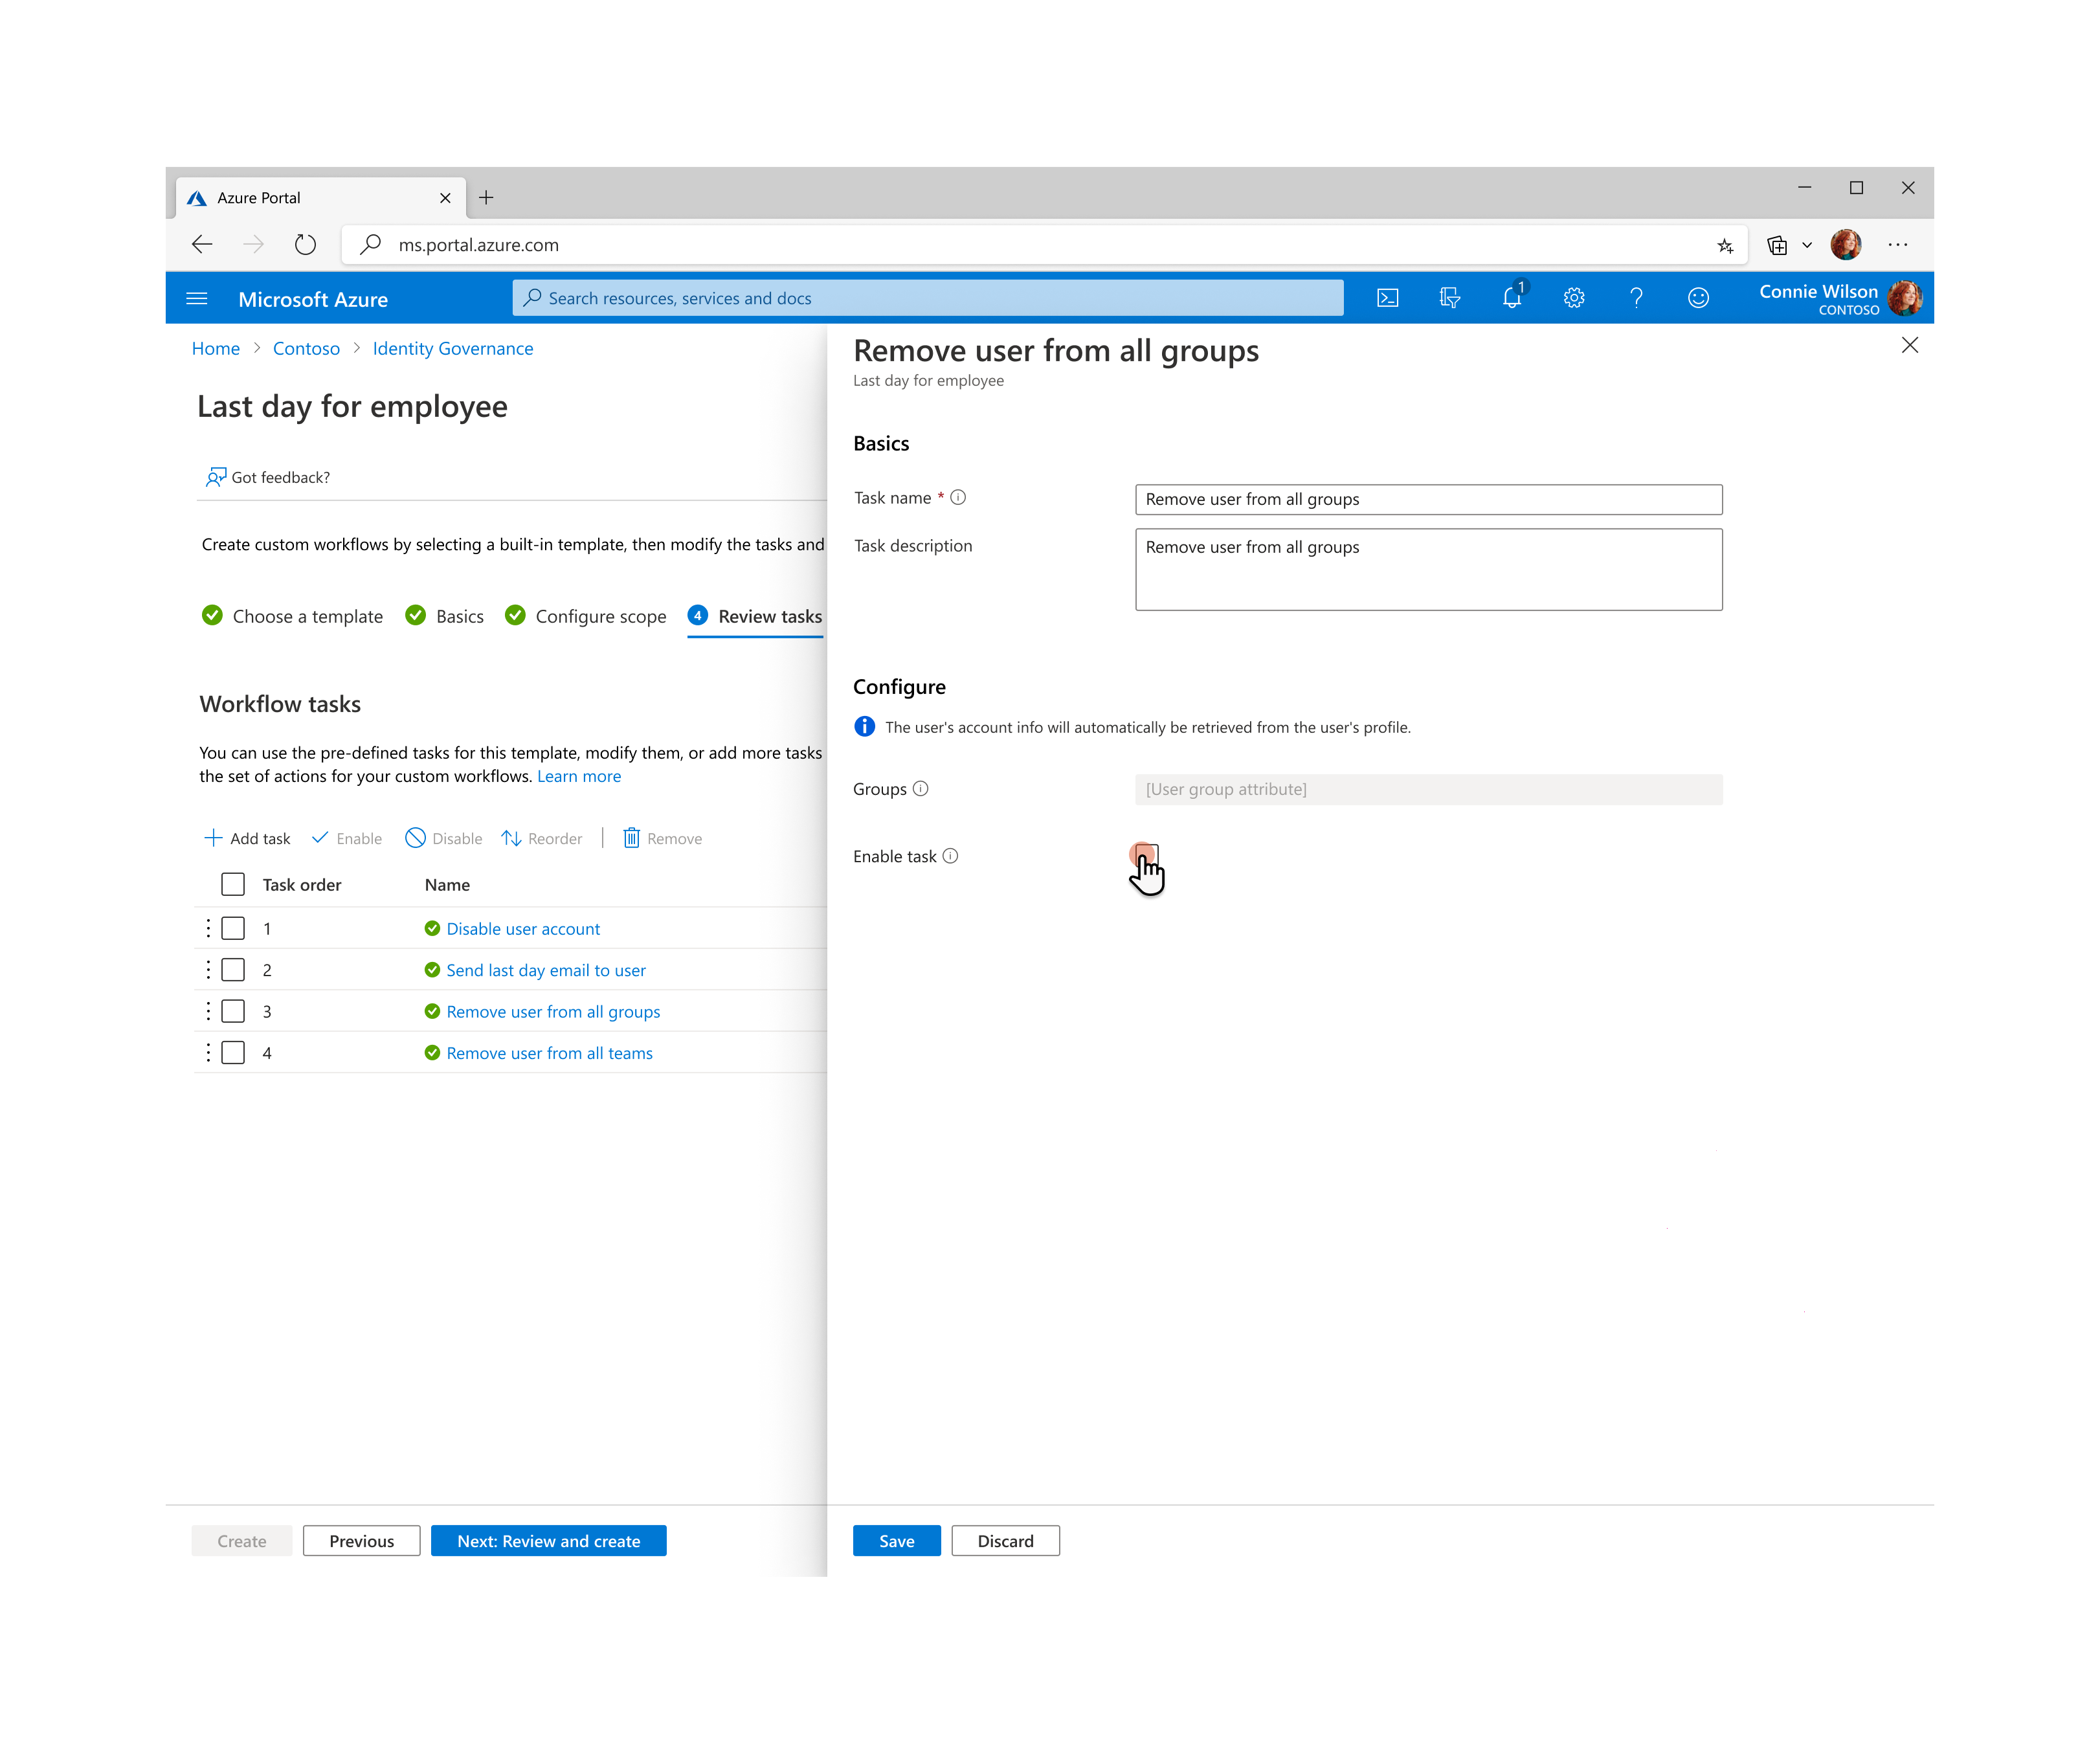 Azure Portal
ms.portal.azure.com
Microsoft Azure
Search resources, services and docs
1
Connie Wilson
CONTOSO
Home > Contoso > Identity Governance
Last day for employee
Got feedback?
Create custom workflows by selecting a built-in template, then modify the tasks and
Choose a template Basics Configure scope 4 Review tasks
Workflow tasks
You can use the pre-defined tasks for this template, modify them, or add more tasks
the set of actions for your custom workflows. Learn more
Add task Enable Disable Reorder | Remove
Task order Name
1 Disable user account
2 Send last day email to user
3 Remove user from all groups
4 Remove user from all teams
Create Previous Next: Review and create
Remove user from all groups
Last day for employee
Basics
Task name * Remove user from all groups
Task description Remove user from all groups
Configure
The user's account info will automatically be retrieved from the user's profile.
Groups [User group attribute]
Enable task
Save Discard